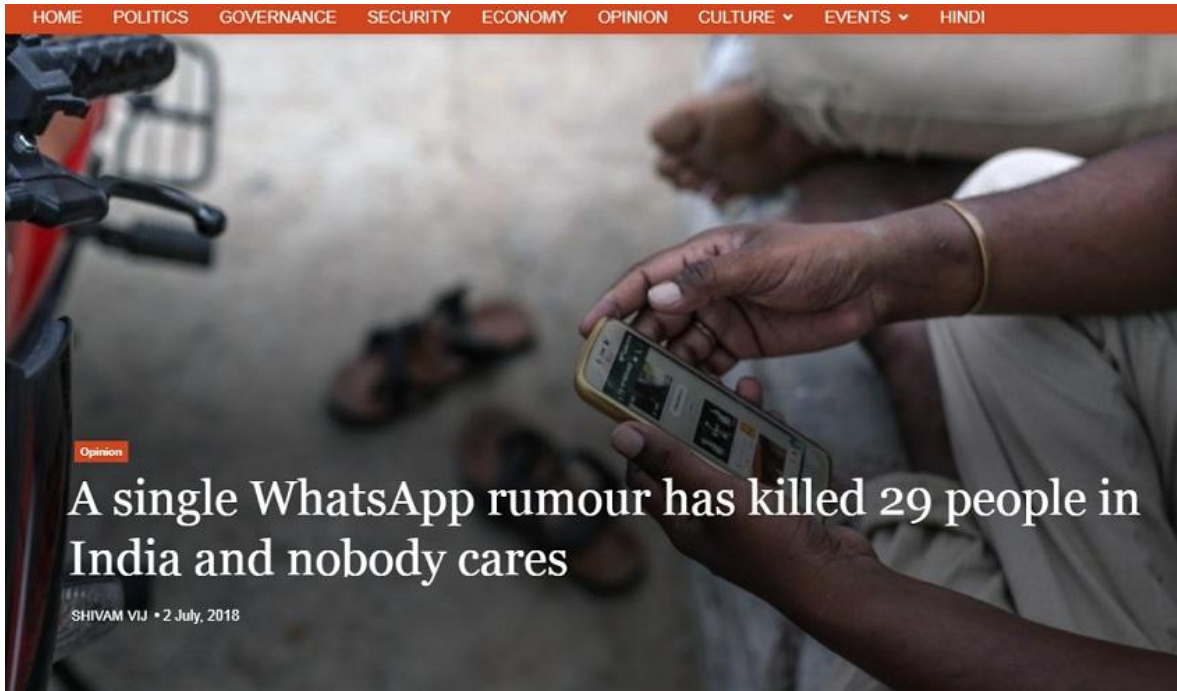 HOME POLITICS GOVERNANCE SECURITY ECONOMY OPINION CULTURE EVENTS HINDI
Opinion
A single WhatsApp rumour has killed 29 people in
India and nobody cares
SHIVAM VIJ • 2 July, 2018